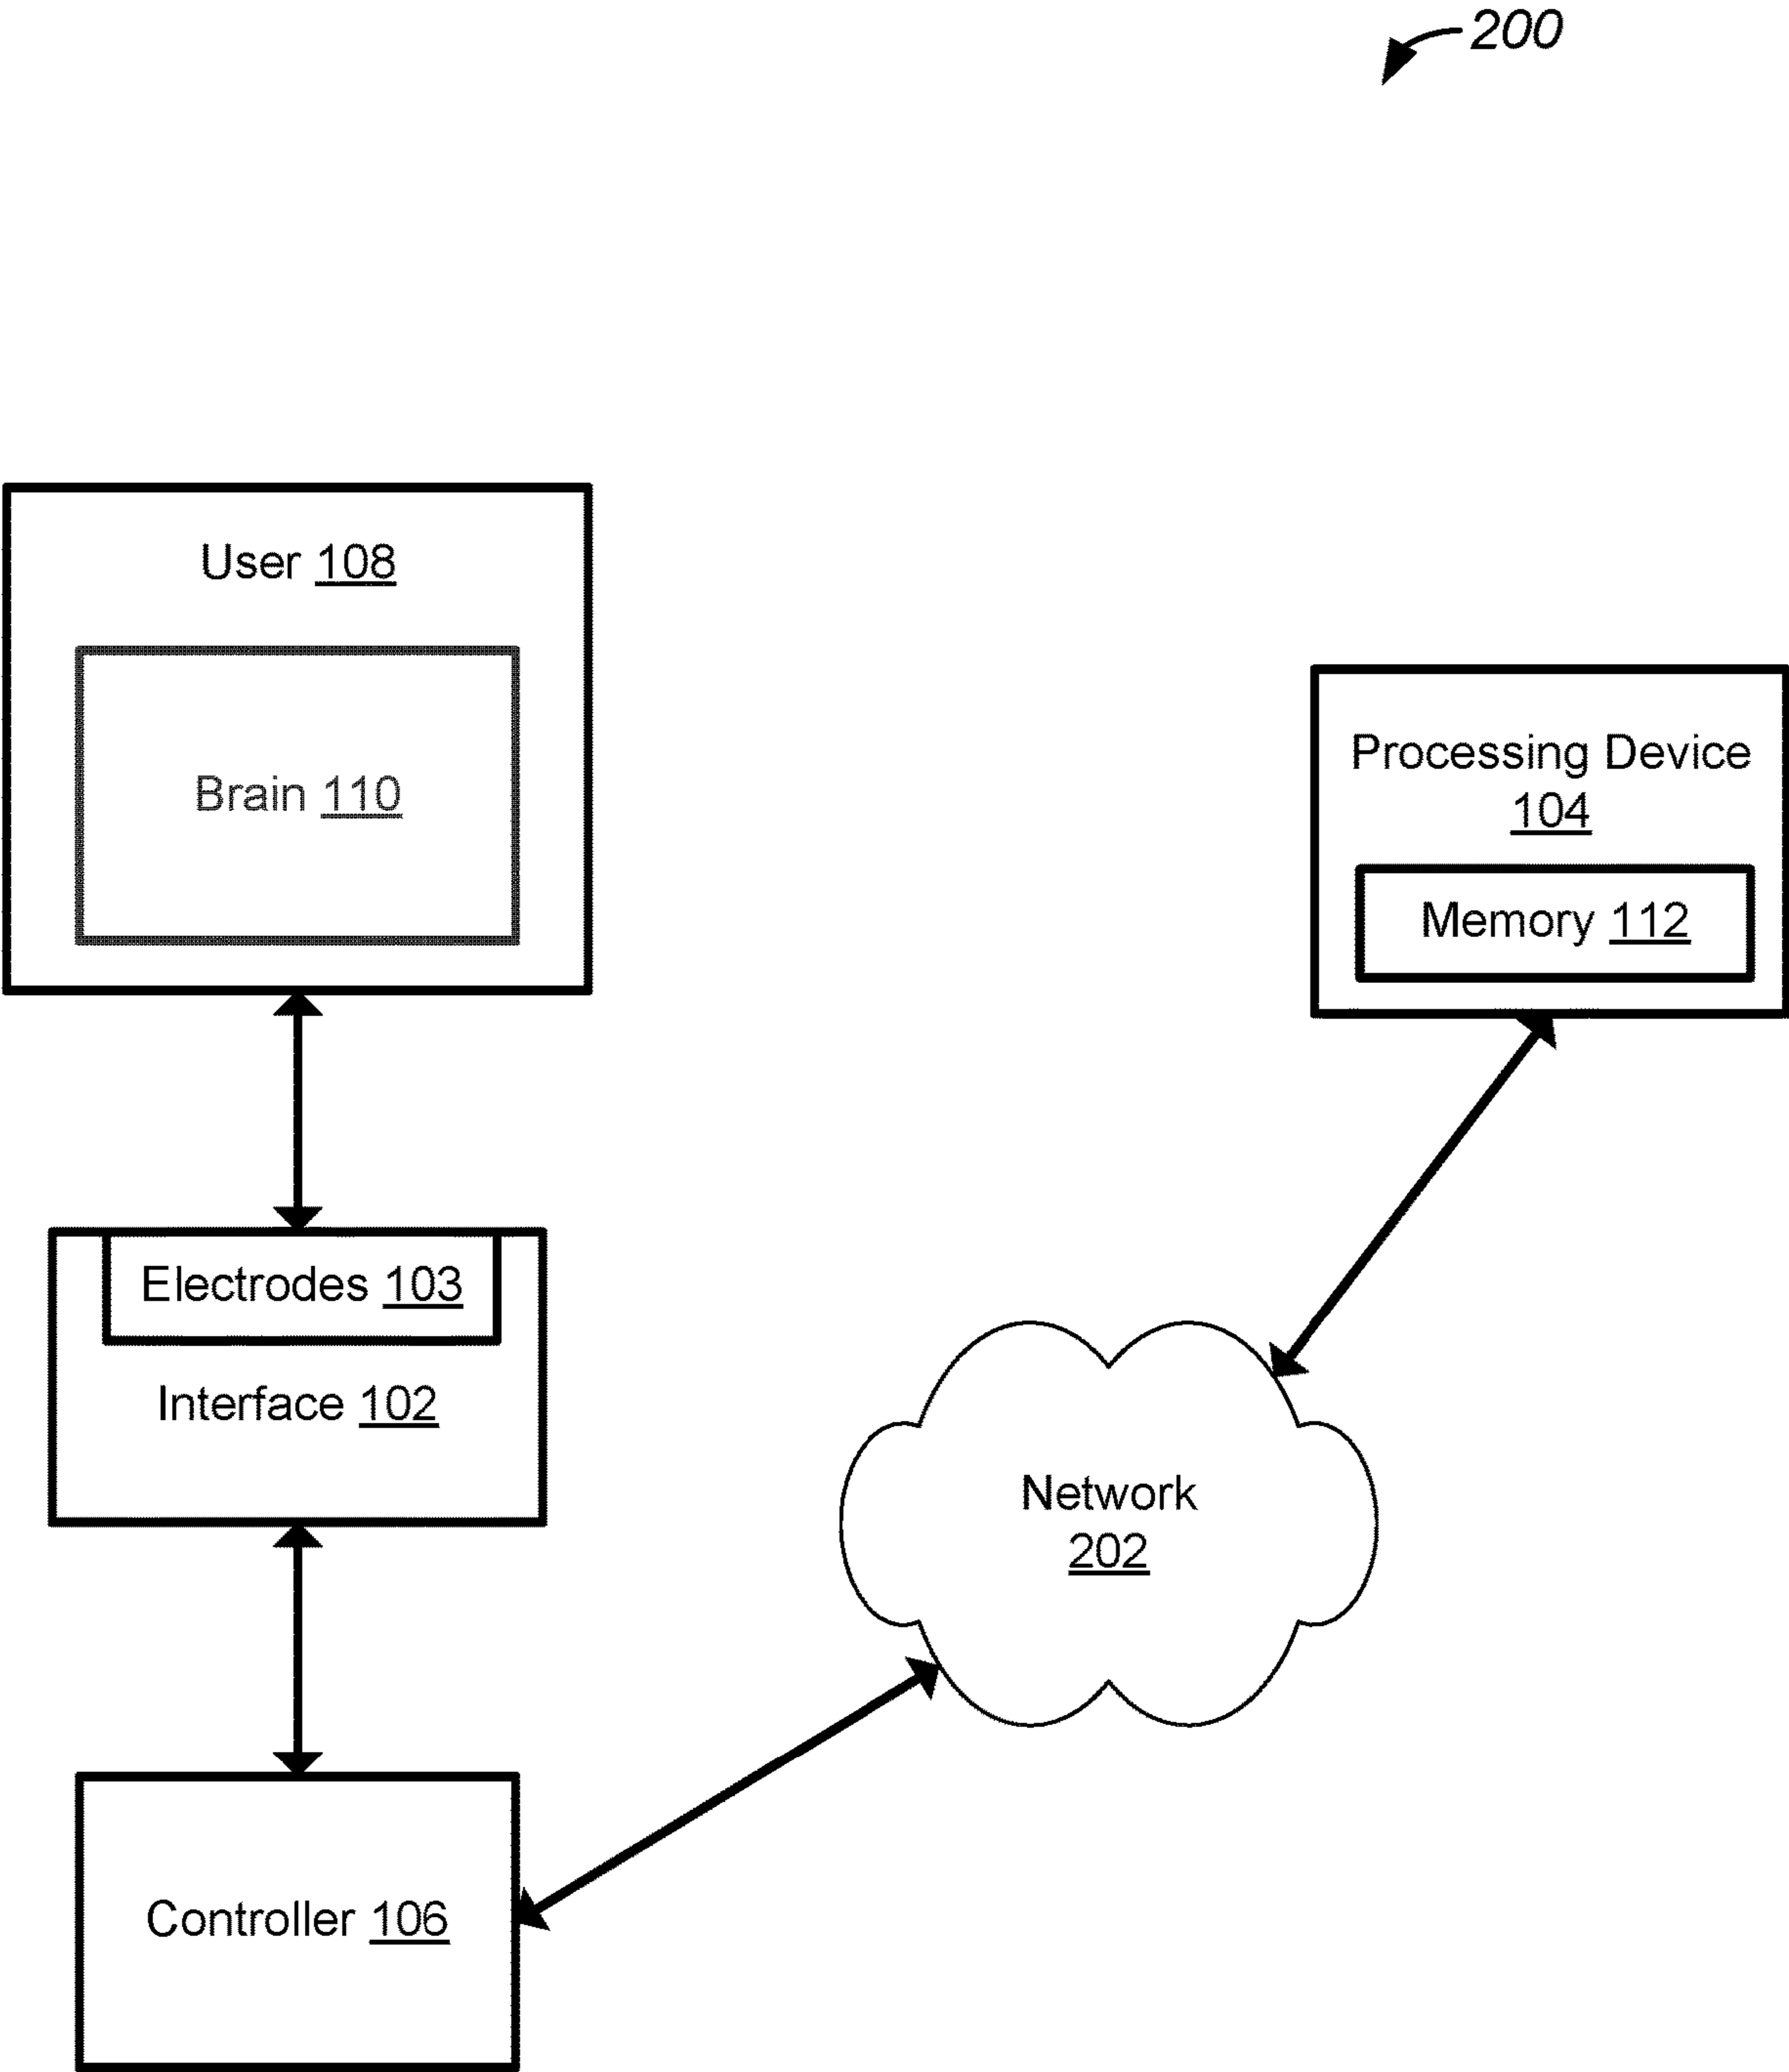 200
User 108
Brain 110
Processing Device
104
Memory 112
Electrodes 103
Interface 102
Network
202
Controller 106